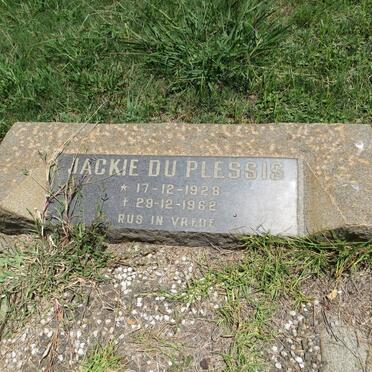 JACKIE DU PLESSIS
* 17-12-1928
† 29-12-1962
RUS IN VREDE